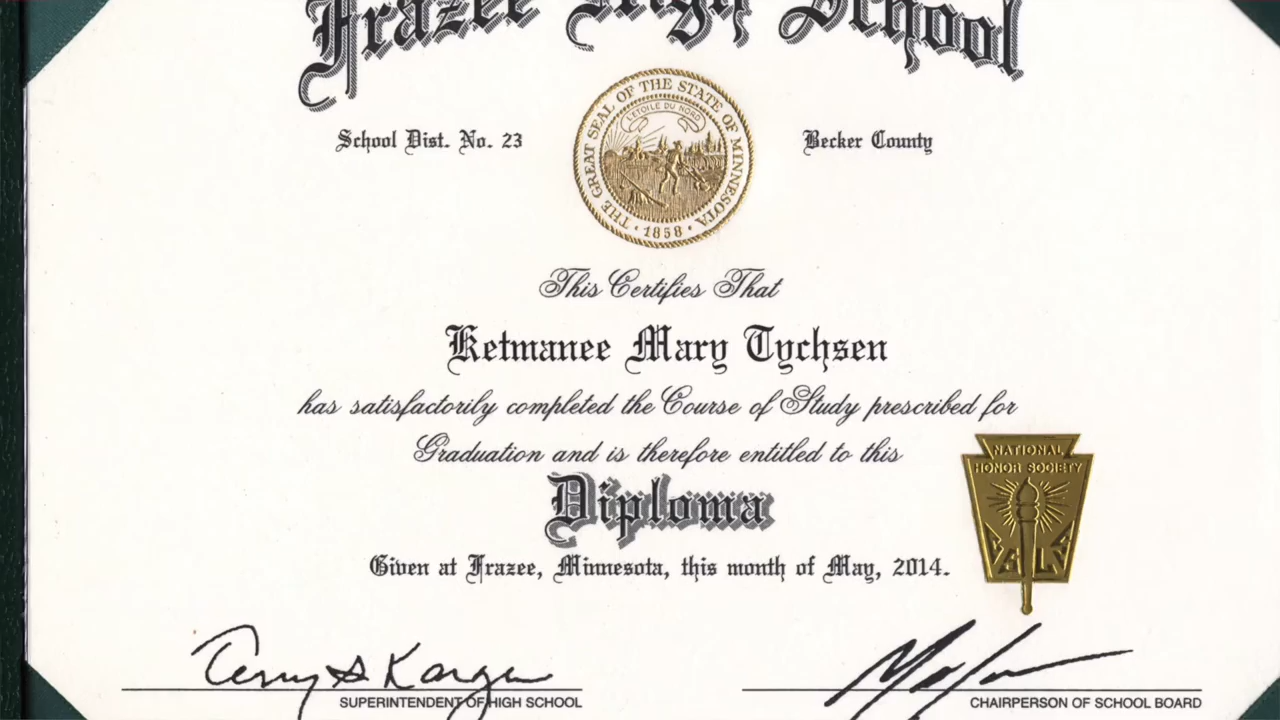 Frazee High School
School Dist. No. 23
THE GREAT SEAL OF THE STATE OF MINNESOTA
L'ETOILE DU NORD
• 1858 •
Becker County
This Certifies That
Ketmanee Mary Tychsen
has satisfactorily completed the Course of Study prescribed for
Graduation and is therefore entitled to this
Diploma
NATIONAL
HONOR SOCIETY
Given at Frazee, Minnesota, this month of May, 2014.
SUPERINTENDENT OF HIGH SCHOOL
CHAIRPERSON OF SCHOOL BOARD